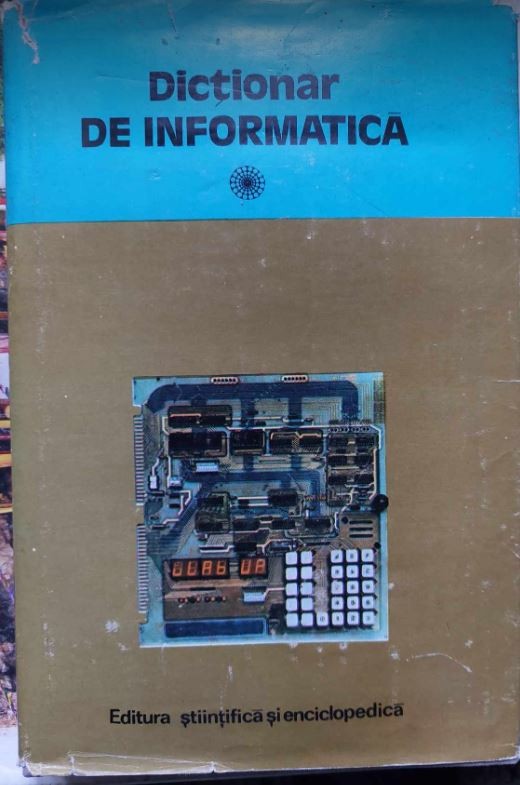 Dicționar
DE INFORMATICĂ
Editura științifică și enciclopedică